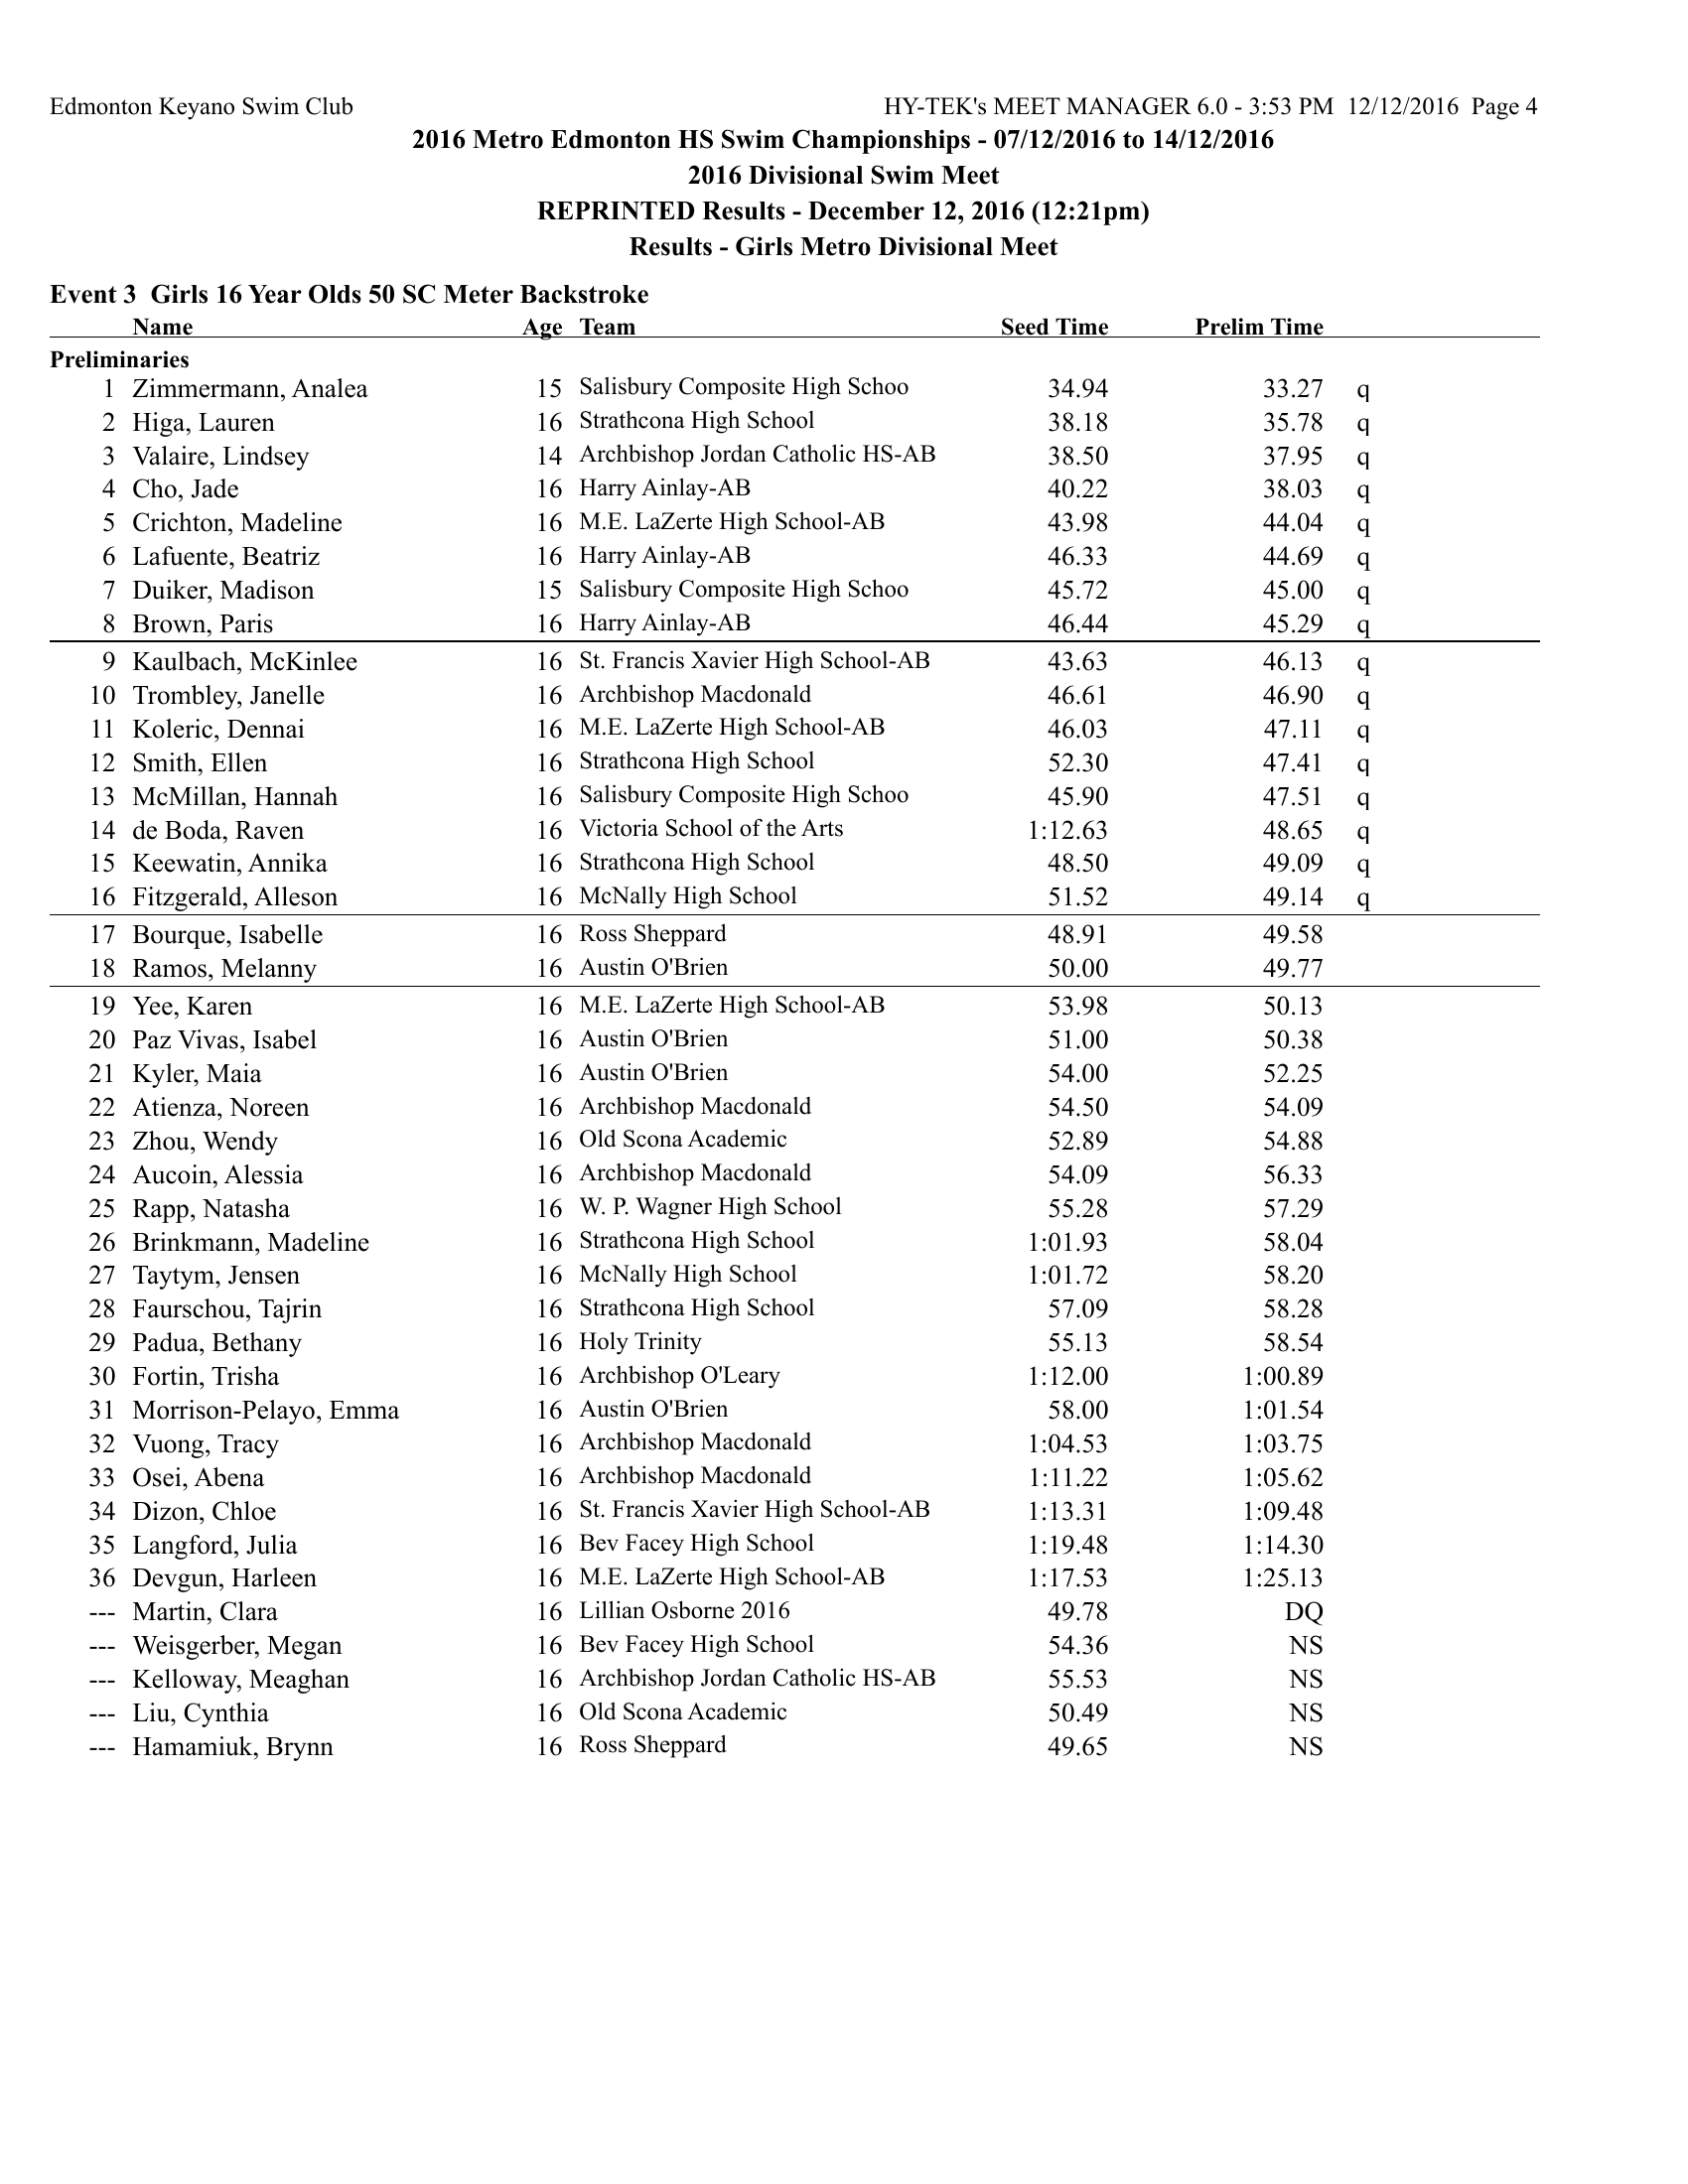 Edmonton Keyano Swim Club HY-TEK's MEET MANAGER 6.0 - 3:53 PM 12/12/2016 Page 4
2016 Metro Edmonton HS Swim Championships - 07/12/2016 to 14/12/2016
2016 Divisional Swim Meet
REPRINTED Results - December 12, 2016 (12:21pm)
Results - Girls Metro Divisional Meet
Event 3 Girls 16 Year Olds 50 SC Meter Backstroke
Name Age Team Seed Time Prelim Time
Preliminaries
1 Zimmermann, Analea 15 Salisbury Composite High Schoo 34.94 33.27 q
2 Higa, Lauren 16 Strathcona High School 38.18 35.78 q
3 Valaire, Lindsey 14 Archbishop Jordan Catholic HS-AB 38.50 37.95 q
4 Cho, Jade 16 Harry Ainlay-AB 40.22 38.03 q
5 Crichton, Madeline 16 M.E. LaZerte High School-AB 43.98 44.04 q
6 Lafuente, Beatriz 16 Harry Ainlay-AB 46.33 44.69 q
7 Duiker, Madison 15 Salisbury Composite High Schoo 45.72 45.00 q
8 Brown, Paris 16 Harry Ainlay-AB 46.44 45.29 q
9 Kaulbach, McKinlee 16 St. Francis Xavier High School-AB 43.63 46.13 q
10 Trombley, Janelle 16 Archbishop Macdonald 46.61 46.90 q
11 Koleric, Dennai 16 M.E. LaZerte High School-AB 46.03 47.11 q
12 Smith, Ellen 16 Strathcona High School 52.30 47.41 q
13 McMillan, Hannah 16 Salisbury Composite High Schoo 45.90 47.51 q
14 de Boda, Raven 16 Victoria School of the Arts 1:12.63 48.65 q
15 Keewatin, Annika 16 Strathcona High School 48.50 49.09 q
16 Fitzgerald, Alleson 16 McNally High School 51.52 49.14 q
17 Bourque, Isabelle 16 Ross Sheppard 48.91 49.58
18 Ramos, Melanny 16 Austin O'Brien 50.00 49.77
19 Yee, Karen 16 M.E. LaZerte High School-AB 53.98 50.13
20 Paz Vivas, Isabel 16 Austin O'Brien 51.00 50.38
21 Kyler, Maia 16 Austin O'Brien 54.00 52.25
22 Atienza, Noreen 16 Archbishop Macdonald 54.50 54.09
23 Zhou, Wendy 16 Old Scona Academic 52.89 54.88
24 Aucoin, Alessia 16 Archbishop Macdonald 54.09 56.33
25 Rapp, Natasha 16 W. P. Wagner High School 55.28 57.29
26 Brinkmann, Madeline 16 Strathcona High School 1:01.93 58.04
27 Taytym, Jensen 16 McNally High School 1:01.72 58.20
28 Faurschou, Tajrin 16 Strathcona High School 57.09 58.28
29 Padua, Bethany 16 Holy Trinity 55.13 58.54
30 Fortin, Trisha 16 Archbishop O'Leary 1:12.00 1:00.89
31 Morrison-Pelayo, Emma 16 Austin O'Brien 58.00 1:01.54
32 Vuong, Tracy 16 Archbishop Macdonald 1:04.53 1:03.75
33 Osei, Abena 16 Archbishop Macdonald 1:11.22 1:05.62
34 Dizon, Chloe 16 St. Francis Xavier High School-AB 1:13.31 1:09.48
35 Langford, Julia 16 Bev Facey High School 1:19.48 1:14.30
36 Devgun, Harleen 16 M.E. LaZerte High School-AB 1:17.53 1:25.13
--- Martin, Clara 16 Lillian Osborne 2016 49.78 DQ
--- Weisgerber, Megan 16 Bev Facey High School 54.36 NS
--- Kelloway, Meaghan 16 Archbishop Jordan Catholic HS-AB 55.53 NS
--- Liu, Cynthia 16 Old Scona Academic 50.49 NS
--- Hamamiuk, Brynn 16 Ross Sheppard 49.65 NS